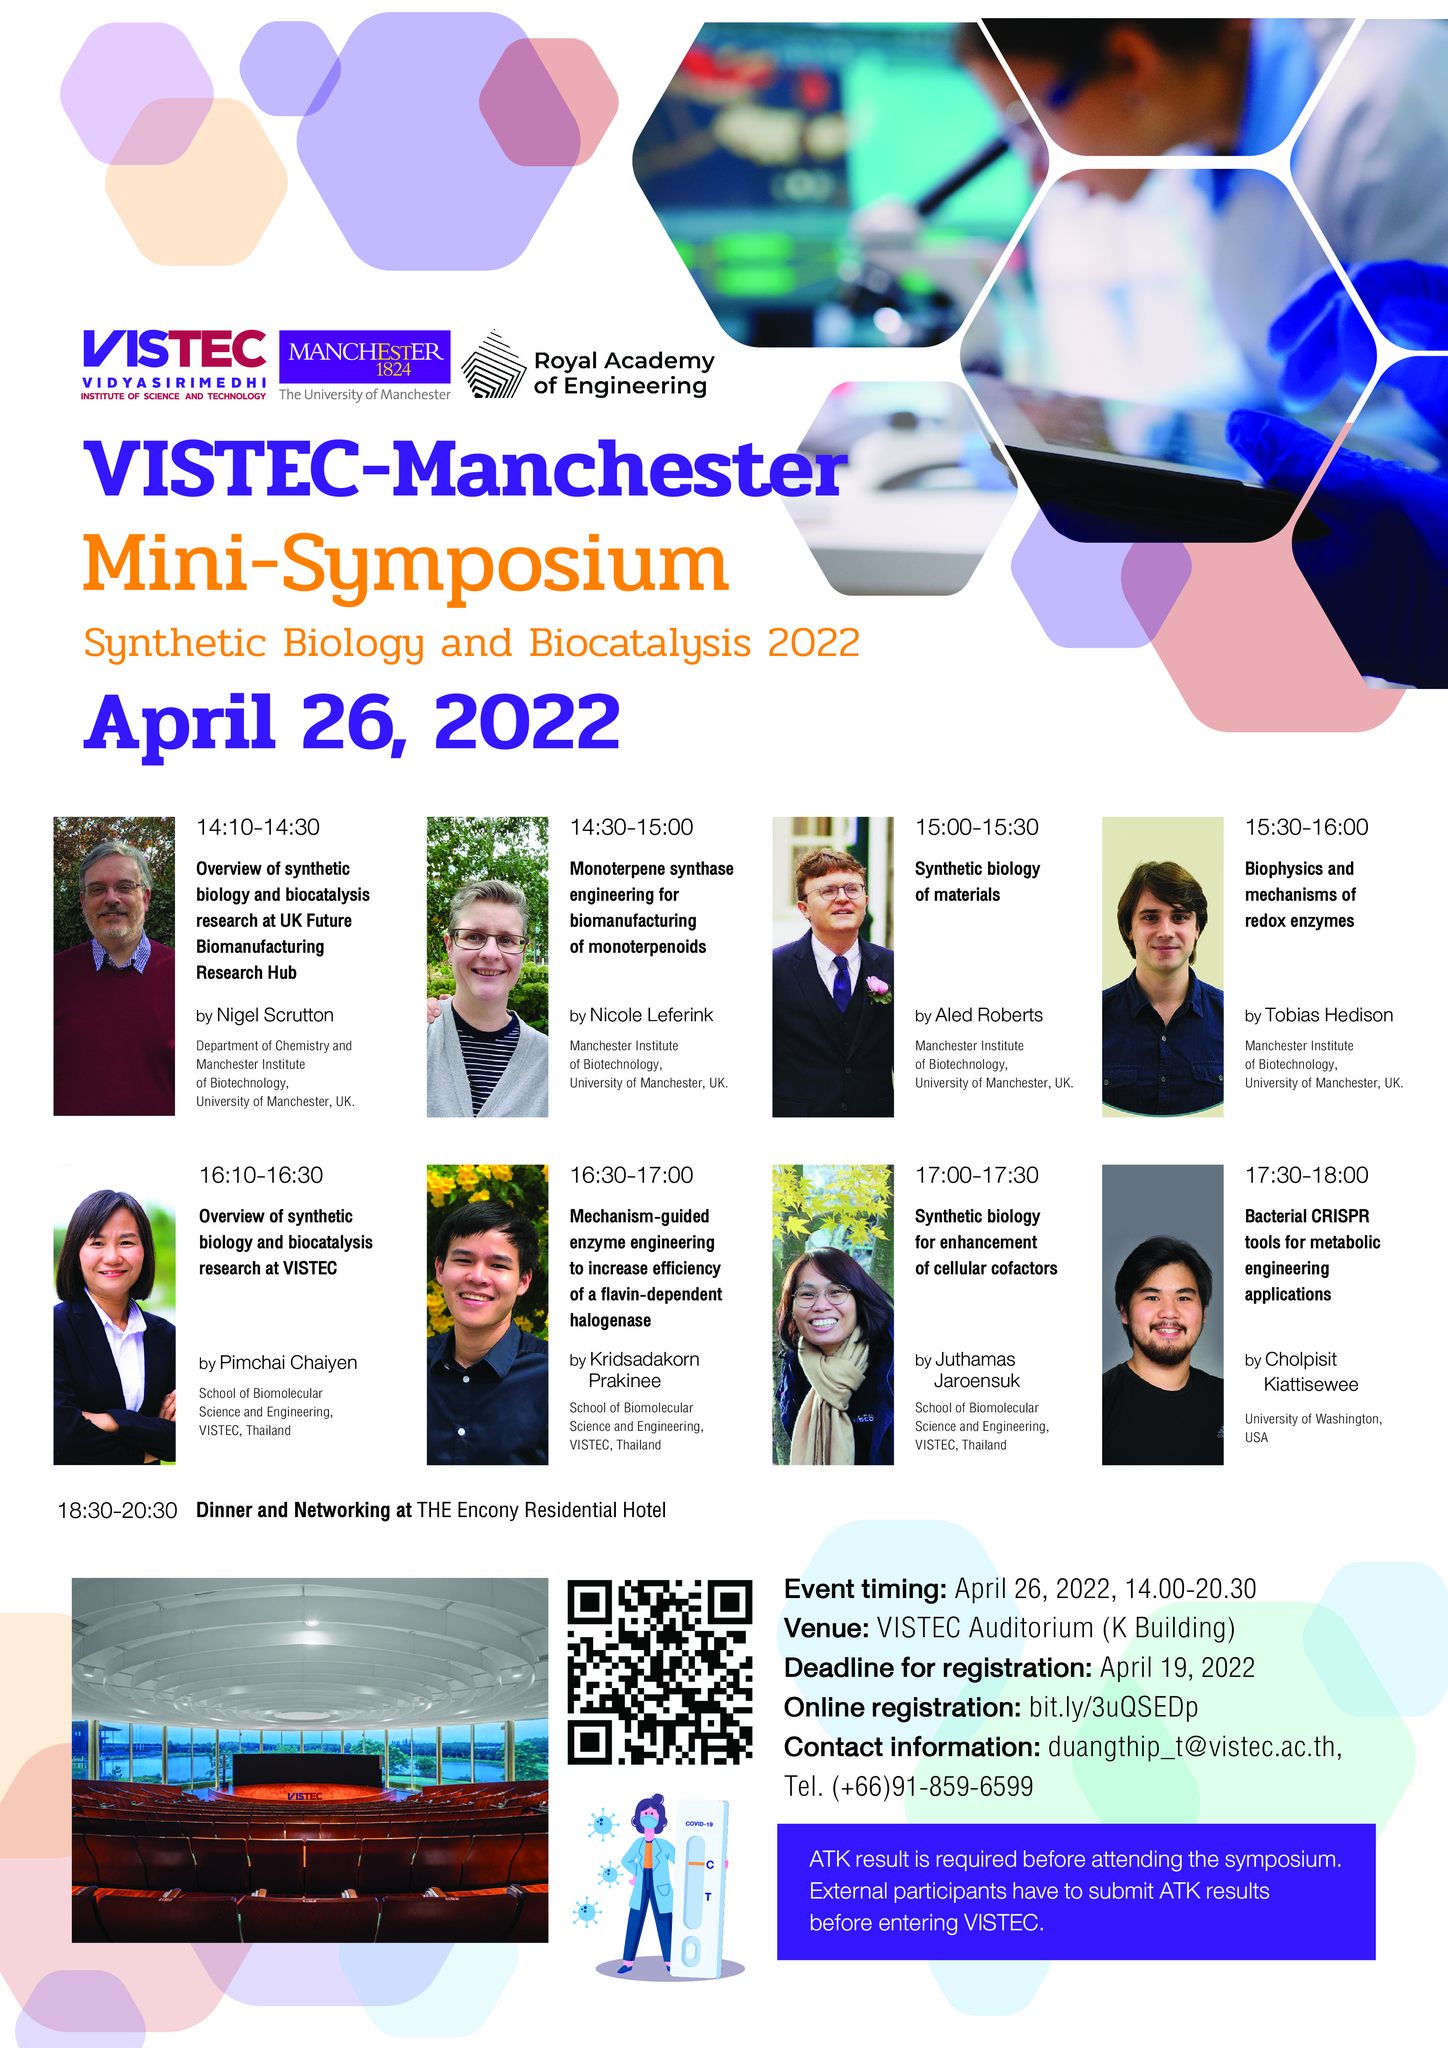 VISTEC
VIDYASIRIMEDHI
INSTITUTE OF SCIENCE AND TECHNOLOGY
MANCHESTER
1824
The University of Manchester
Royal Academy
of Engineering
VISTEC-Manchester
Mini-Symposium
Synthetic Biology and Biocatalysis 2022
April 26, 2022
14:10-14:30
Overview of synthetic
biology and biocatalysis
research at UK Future
Biomanufacturing
Research Hub
by Nigel Scrutton
Department of Chemistry and
Manchester Institute
of Biotechnology,
University of Manchester, UK.
14:30-15:00
Monoterpene synthase
engineering for
biomanufacturing
of monoterpenoids
by Nicole Leferink
Manchester Institute
of Biotechnology,
University of Manchester, UK.
15:00-15:30
Synthetic biology
of materials
by Aled Roberts
Manchester Institute
of Biotechnology,
University of Manchester, UK.
15:30-16:00
Biophysics and
mechanisms of
redox enzymes
by Tobias Hedison
Manchester Institute
of Biotechnology,
University of Manchester, UK.
16:10-16:30
Overview of synthetic
biology and biocatalysis
research at VISTEC
by Pimchai Chaiyen
School of Biomolecular
Science and Engineering,
VISTEC, Thailand
16:30-17:00
Mechanism-guided
enzyme engineering
to increase efficiency
of a flavin-dependent
halogenase
by Kridsadakorn
Prakinee
School of Biomolecular
Science and Engineering,
VISTEC, Thailand
17:00-17:30
Synthetic biology
for enhancement
of cellular cofactors
by Juthamas
Jaroensuk
School of Biomolecular
Science and Engineering,
VISTEC, Thailand
17:30-18:00
Bacterial CRISPR
tools for metabolic
engineering
applications
by Cholpisit
Kiattisewee
University of Washington,
USA
18:30-20:30 Dinner and Networking at THE Encony Residential Hotel
VISTEC
COVID-19
C
T
Event timing: April 26, 2022, 14.00-20.30
Venue: VISTEC Auditorium (K Building)
Deadline for registration: April 19, 2022
Online registration: bit.ly/3uQSEDp
Contact information: duangthip_t@vistec.ac.th,
Tel. (+66)91-859-6599
ATK result is required before attending the symposium.
External participants have to submit ATK results
before entering VISTEC.